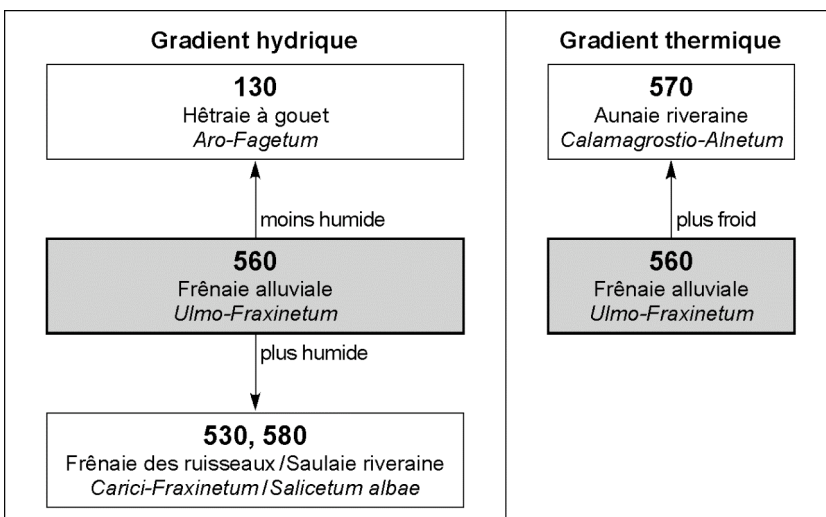 Gradient hydrique
130
Hêtraie à gouet
Aro-Fagetum
moins humide
560
Frênaie alluviale
Ulmo-Fraxinetum
plus humide
530, 580
Frênaie des ruisseaux/Saulaie riveraine
Carici-Fraxinetum/Salicetum albae
Gradient thermique
570
Aunaie riveraine
Calamagrostio-Alnetum
plus froid
560
Frênaie alluviale
Ulmo-Fraxinetum